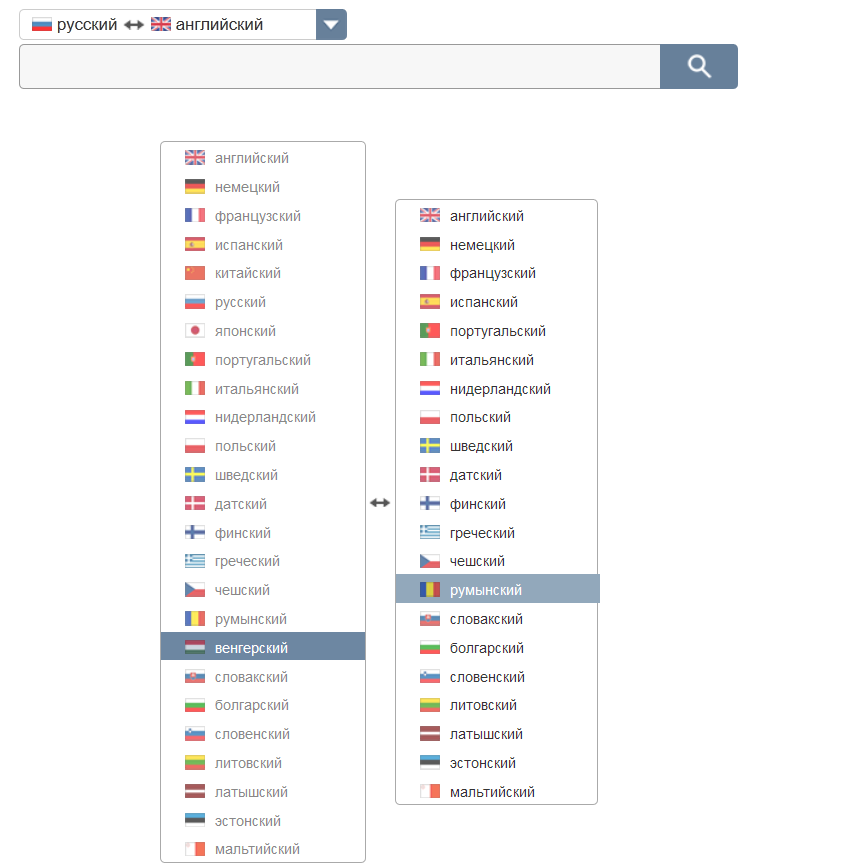 русский английский
английский
немецкий
французский
испанский
китайский
русский
японский
португальский
итальянский
нидерландский
польский
шведский
датский
финский
греческий
чешский
румынский
венгерский
словакский
болгарский
словенский
литовский
латышский
эстонский
мальтийский
английский
немецкий
французский
испанский
португальский
итальянский
нидерландский
польский
шведский
датский
финский
греческий
чешский
румынский
словакский
болгарский
словенский
литовский
латышский
эстонский
мальтийский